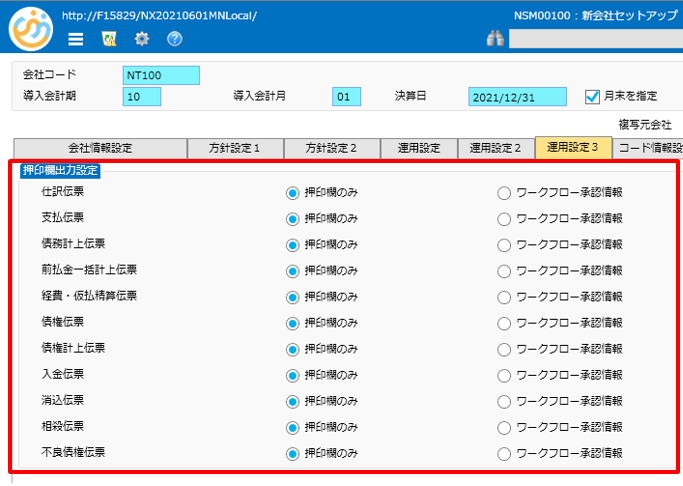 http://F15829/NX20210601MNLocal/
NSM00100：新会社セットアップ
会社コード NT100
導入会計期 10 導入会計月 01 決算日 2021/12/31 月末を指定
複写元会社
会社情報設定 方針設定１ 方針設定２ 運用設定 運用設定２ 運用設定３ コード情報設
押印欄出力設定
仕訳伝票 押印欄のみ ワークフロー承認情報
支払伝票 押印欄のみ ワークフロー承認情報
債務計上伝票 押印欄のみ ワークフロー承認情報
前払金一括計上伝票 押印欄のみ ワークフロー承認情報
経費・仮払精算伝票 押印欄のみ ワークフロー承認情報
債権伝票 押印欄のみ ワークフロー承認情報
債権計上伝票 押印欄のみ ワークフロー承認情報
入金伝票 押印欄のみ ワークフロー承認情報
消込伝票 押印欄のみ ワークフロー承認情報
相殺伝票 押印欄のみ ワークフロー承認情報
不良債権伝票 押印欄のみ ワークフロー承認情報